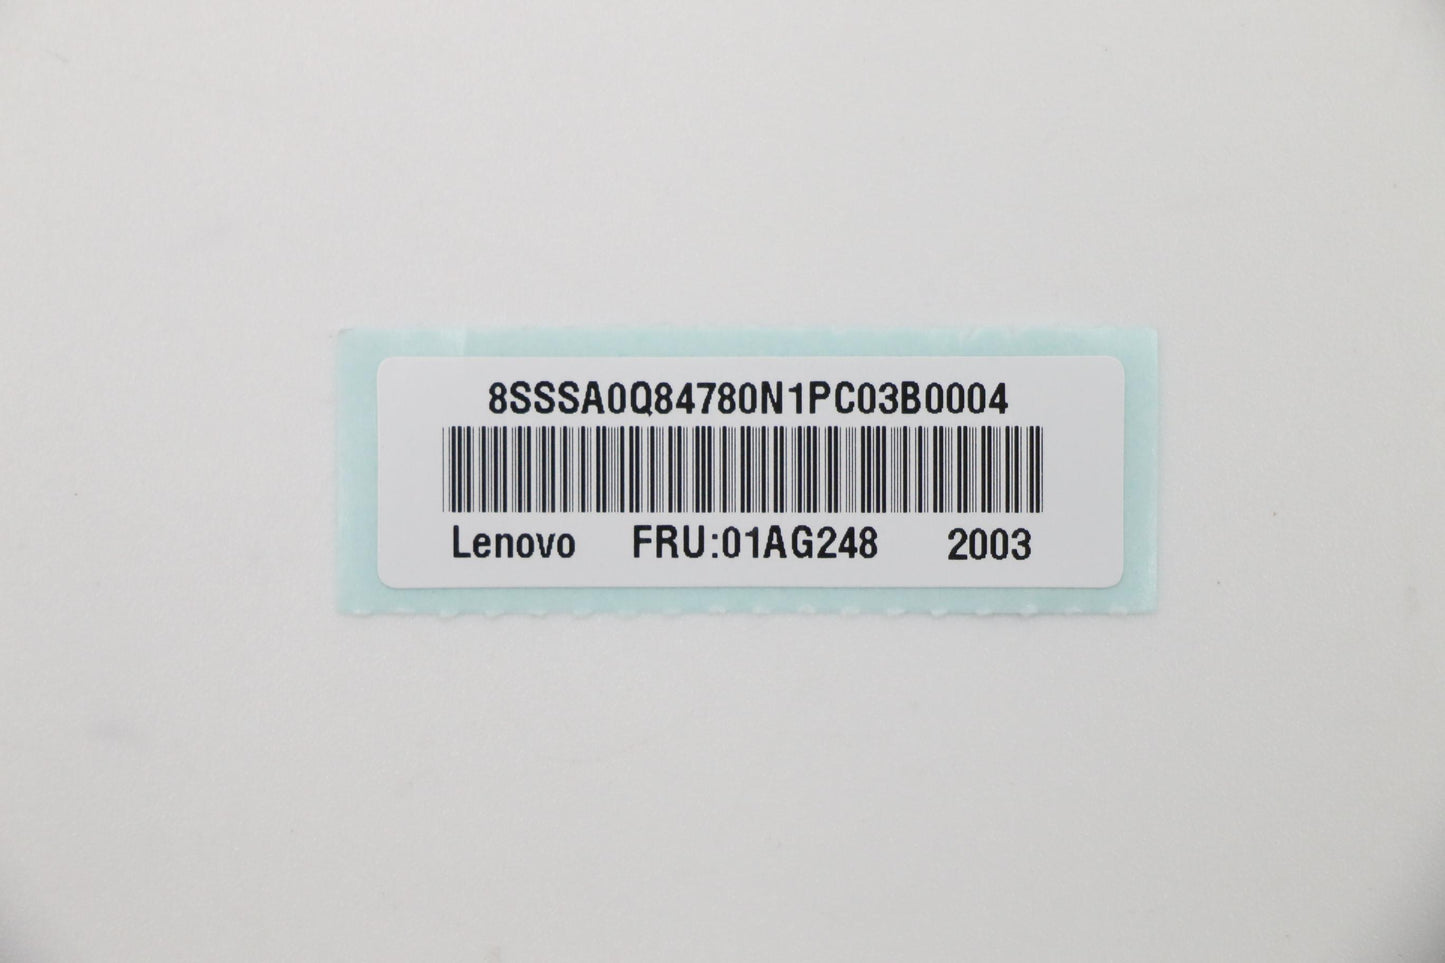 8SSSA0Q84780N1PC03B0004
Lenovo FRU:01AG248 2003